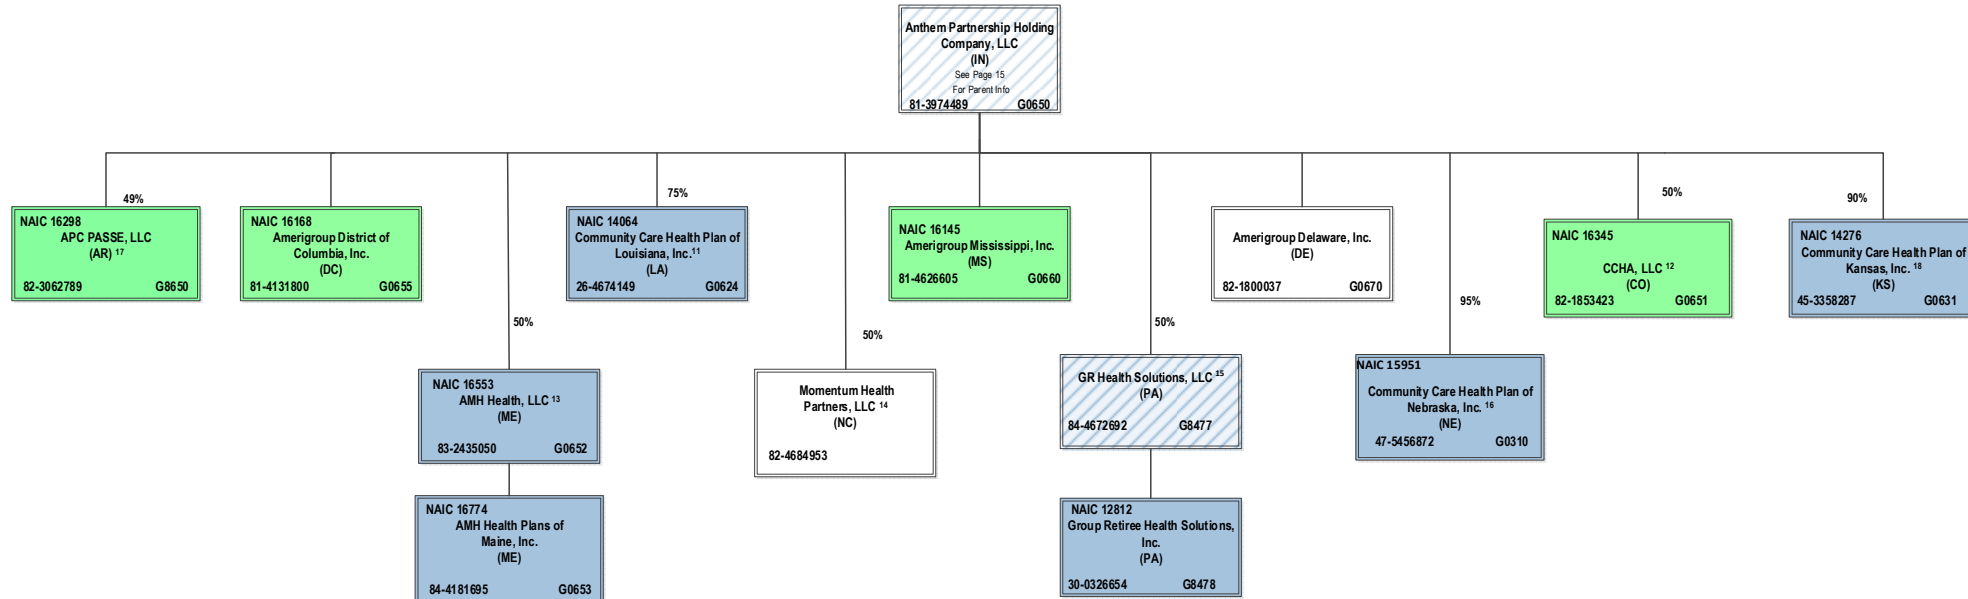 Anthem Partnership Holding
Company, LLC
(IN)
See Page 15
For Parent Info
81-3974489 G0650
49%
NAIC 16298
APC PASSE, LLC
(AR) 17
82-3062789 G8650
NAIC 16168
Amerigroup District of
Columbia, Inc.
(DC)
81-4131800 G0655
75%
NAIC 14064
Community Care Health Plan of
Louisiana, Inc.11
(LA)
26-4674149 G0624
NAIC 16145
Amerigroup Mississippi, Inc.
(MS)
81-4626605 G0660
Amerigroup Delaware, Inc.
(DE)
82-1800037 G0670
50%
NAIC 16345
CCHA, LLC 12
(CO)
82-1853423 G0651
90%
NAIC 14276
Community Care Health Plan of
Kansas, Inc. 18
(KS)
45-3358287 G0631
50%
NAIC 16553
AMH Health, LLC 13
(ME)
83-2435050 G0652
50%
Momentum Health
Partners, LLC 14
(NC)
82-4684953
50%
GR Health Solutions, LLC 15
(PA)
84-4672692 G8477
95%
NAIC 15951
Community Care Health Plan of
Nebraska, Inc. 16
(NE)
47-5456872 G0310
NAIC 16774
AMH Health Plans of
Maine, Inc.
(ME)
84-4181695 G0653
NAIC 12812
Group Retiree Health Solutions,
Inc.
(PA)
30-0326654 G8478